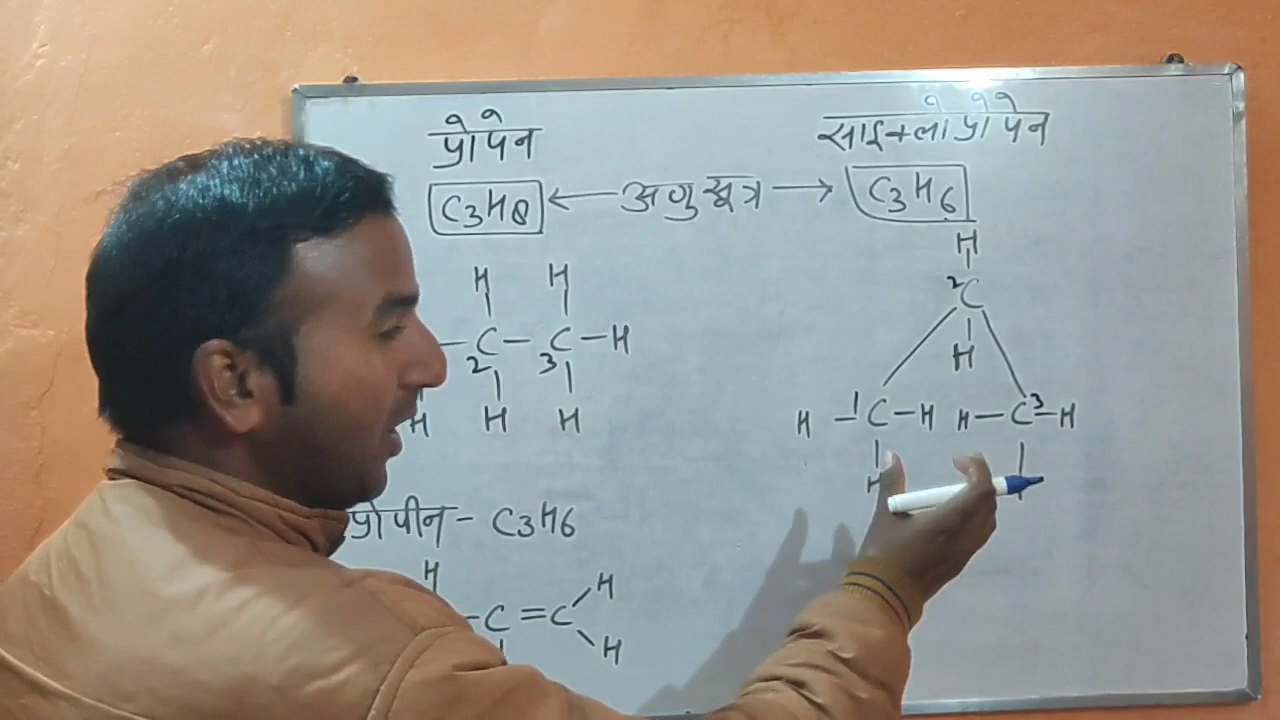 प्रोपेन
C3H8 ← अणु सूत्र → C3H6
साइक्लोप्रोपेन
H H
C – C – H
2 3
H H H
H
2C
H
H – 1C – H H – C3 – H
H
प्रोपीन – C3H6
H H
– C = C
H